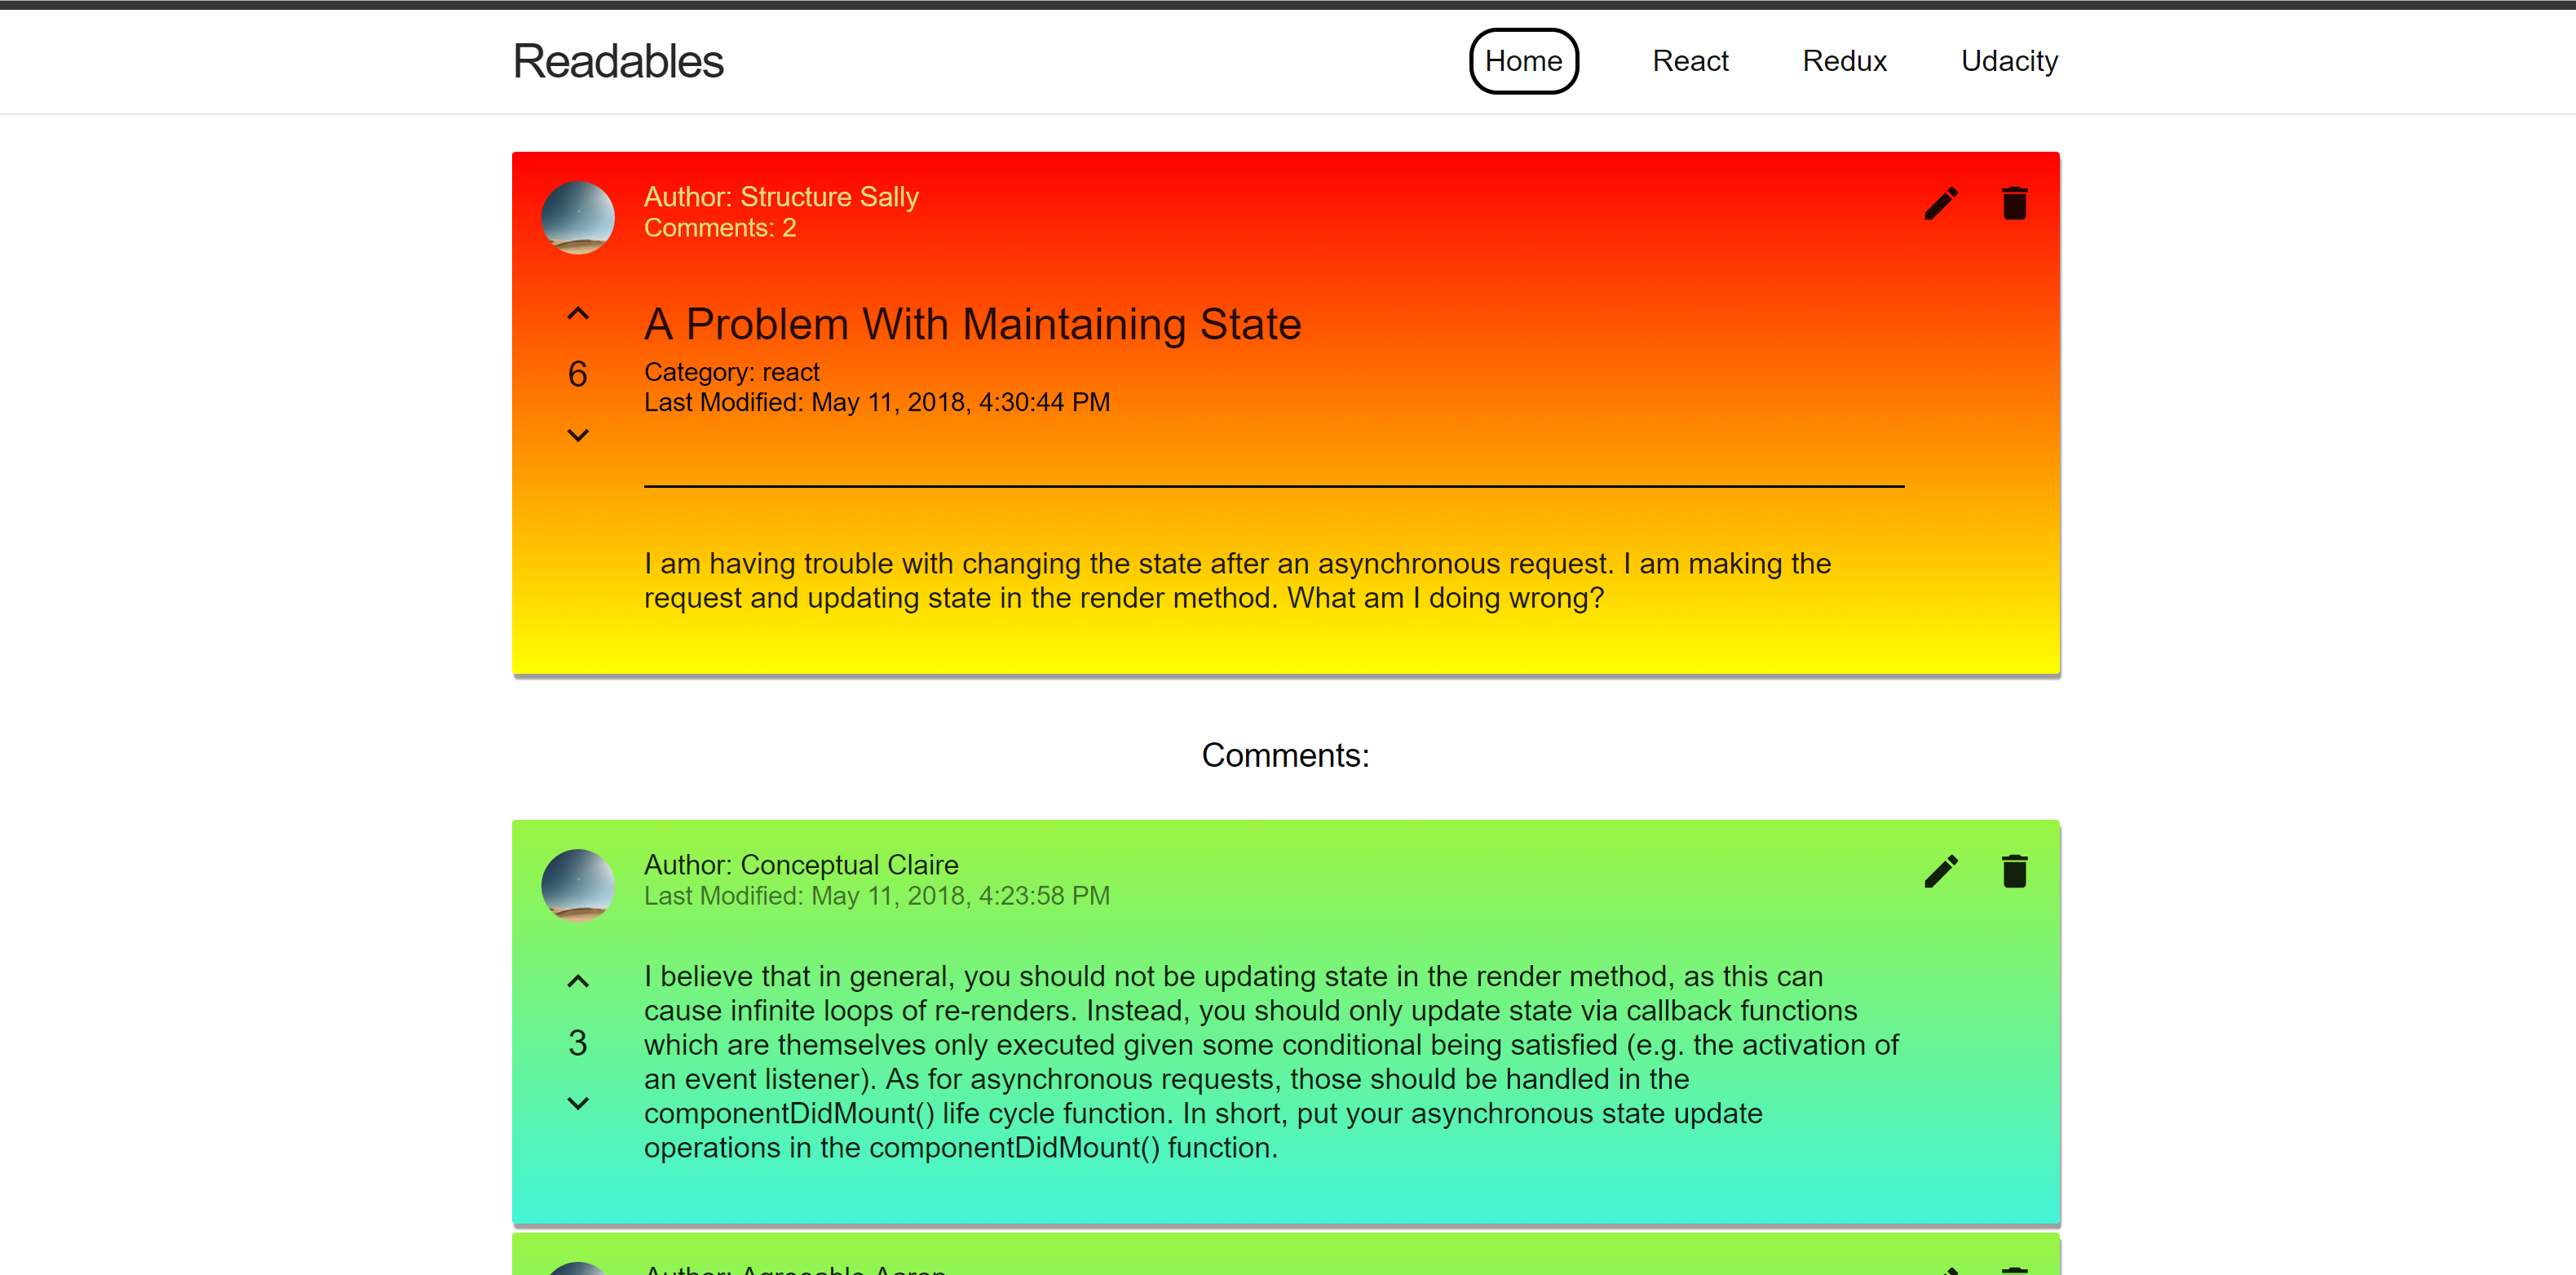 Readables
Home
React
Redux
Udacity
Author: Structure Sally
Comments: 2
A Problem With Maintaining State
6
Category: react
Last Modified: May 11, 2018, 4:30:44 PM
I am having trouble with changing the state after an asynchronous request. I am making the
request and updating state in the render method. What am I doing wrong?
Comments:
Author: Conceptual Claire
Last Modified: May 11, 2018, 4:23:58 PM
I believe that in general, you should not be updating state in the render method, as this can
cause infinite loops of re-renders. Instead, you should only update state via callback functions
which are themselves only executed given some conditional being satisfied (e.g. the activation of
3
an event listener). As for asynchronous requests, those should be handled in the
componentDidMount() life cycle function. In short, put your asynchronous state update
operations in the componentDidMount() function.
Author: Agreeable Aaron